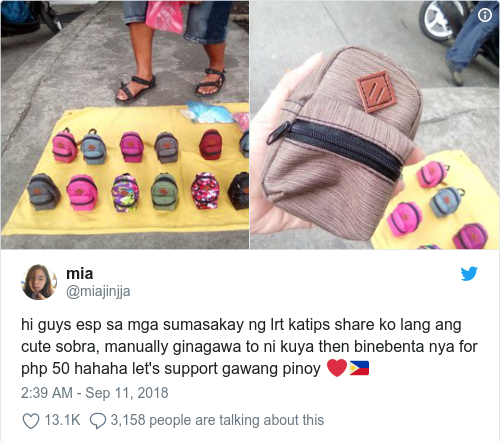 mia
@miajinjja
hi guys esp sa mga sumasakay ng lrt katips share ko lang ang
cute sobra, manually ginagawa to ni kuya then binebenta nya for
php 50 hahaha let's support gawang pinoy ❤️🇵🇭
2:39 AM - Sep 11, 2018
13.1K 3,158 people are talking about this